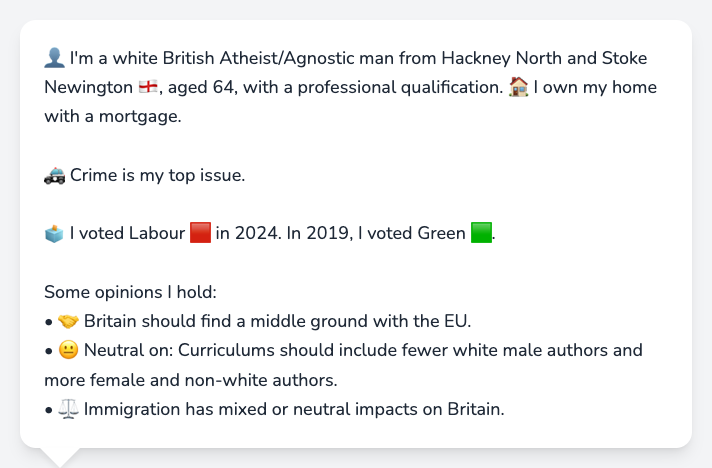 👤 I'm a white British Atheist/Agnostic man from Hackney North and Stoke
Newington 🏴󠁧󠁢󠁥󠁮󠁧󠁿, aged 64, with a professional qualification. 🏠 I own my home
with a mortgage.
🚓 Crime is my top issue.
🗳️ I voted Labour 🟥 in 2024. In 2019, I voted Green 🟩.
Some opinions I hold:
• 🤝 Britain should find a middle ground with the EU.
• 😐 Neutral on: Curriculums should include fewer white male authors and
more female and non-white authors.
• ⚖️ Immigration has mixed or neutral impacts on Britain.